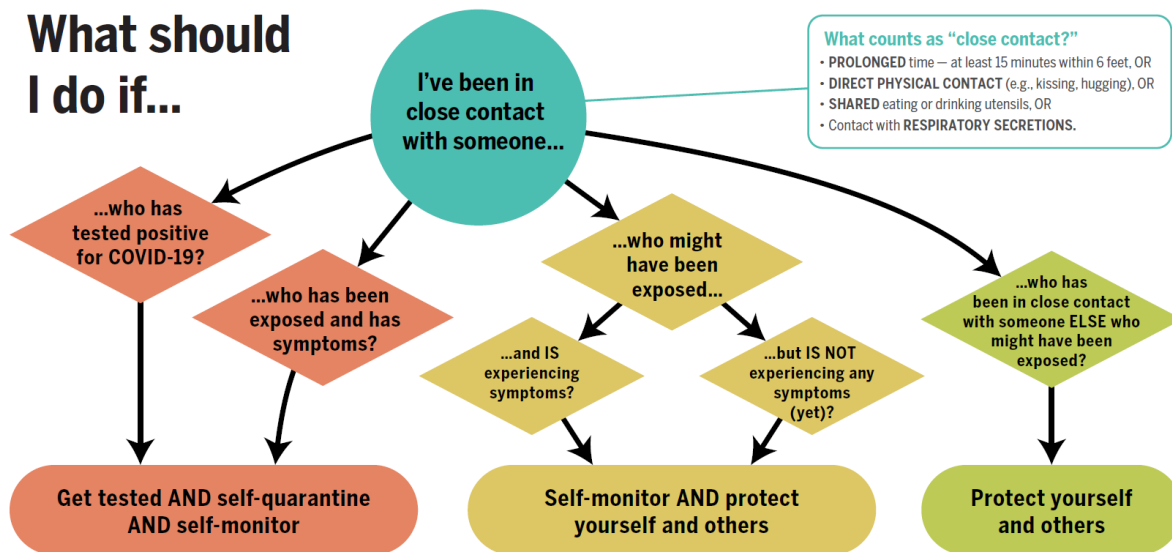 What should
I do if...
I've been in
close contact
with someone...
What counts as “close contact?”
• PROLONGED time — at least 15 minutes within 6 feet, OR
• DIRECT PHYSICAL CONTACT (e.g., kissing, hugging), OR
• SHARED eating or drinking utensils, OR
• Contact with RESPIRATORY SECRETIONS.
...who has
tested positive
for COVID-19?
...who has been
exposed and has
symptoms?
...who might
have been
exposed...
...and IS
experiencing
symptoms?
...but IS NOT
experiencing any
symptoms
(yet)?
...who has
been in close contact
with someone ELSE who
might have been
exposed?
Get tested AND self-quarantine
AND self-monitor
Self-monitor AND protect
yourself and others
Protect yourself
and others